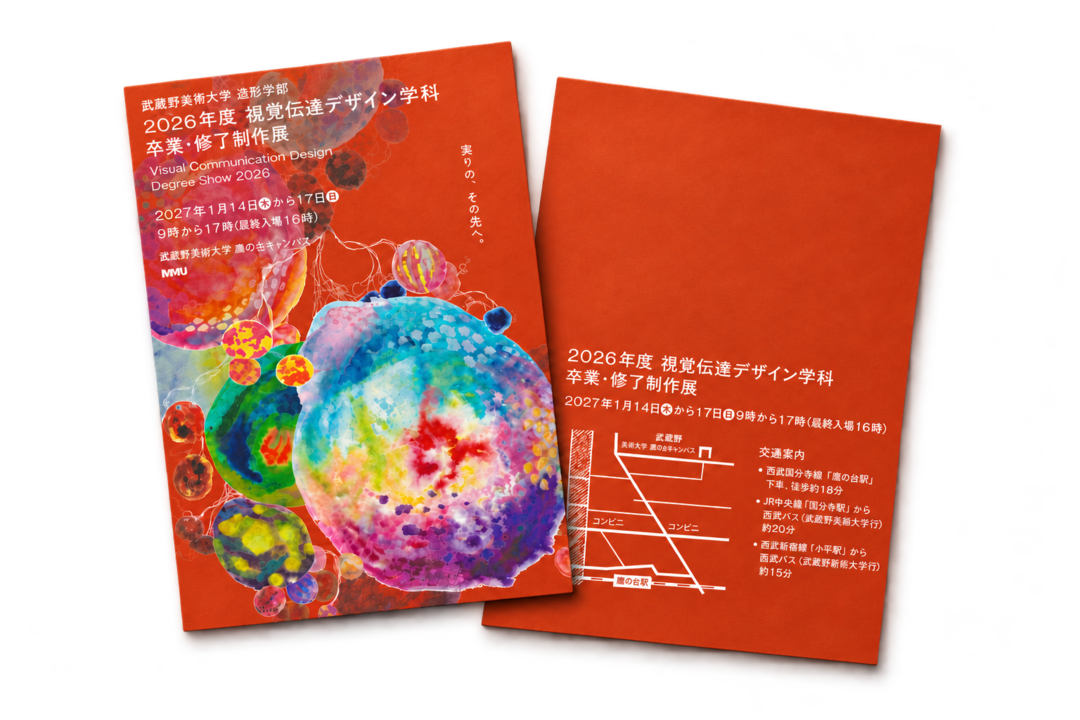 武蔵野美術大学 造形学部
2026年度 視覚伝達デザイン学科
卒業・修了制作展
Visual Communication Design
Degree Show 2026
2027年1月14日木から17日日
9時から17時(最終入場16時)
武蔵野美術大学 鷹の台キャンパス
MMU
実りの、その先へ。
2026年度 視覚伝達デザイン学科
卒業・修了制作展
2027年1月14日木から17日日9時から17時(最終入場16時)
武蔵野
美術大学 鷹の台キャンパス
コンビニ
コンビニ
鷹の台駅
交通案内
• 西武国分寺線「鷹の台駅」
下車、徒歩約18分
• JR中央線「国分寺駅」から
西武バス(武蔵野美術大学行)
約20分
• 西武新宿線「小平駅」から
西武バス(武蔵野美術大学行)
約15分